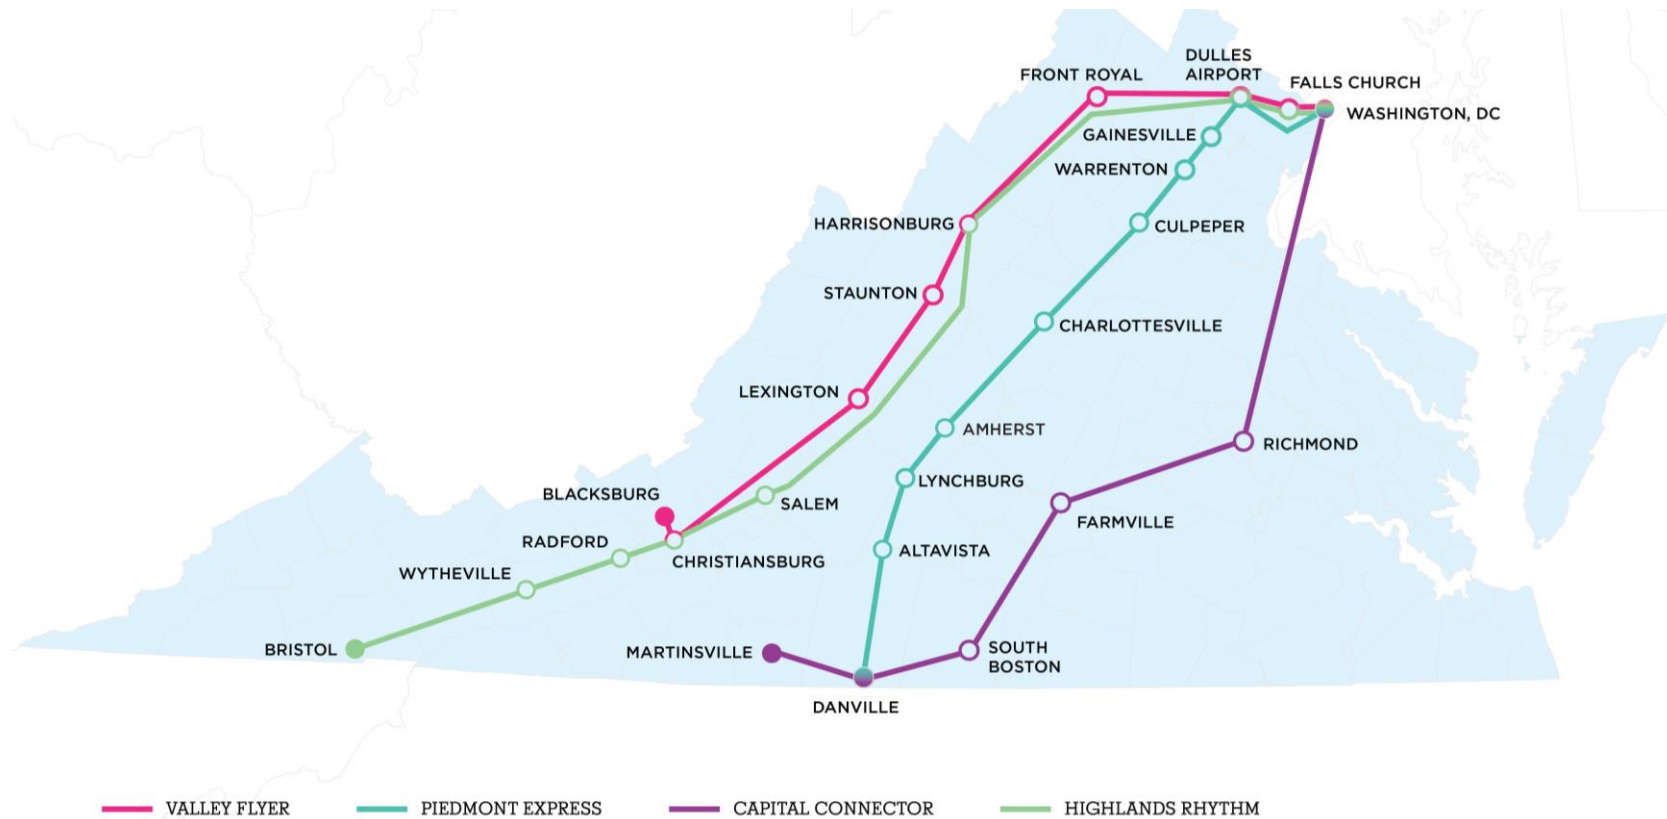 DULLES
AIRPORT
FRONT ROYAL
FALLS CHURCH
WASHINGTON, DC
GAINESVILLE
WARRENTON
HARRISONBURG
CULPEPER
STAUNTON
CHARLOTTESVILLE
LEXINGTON
AMHERST
RICHMOND
LYNCHBURG
BLACKSBURG
SALEM
FARMVILLE
RADFORD
ALTAVISTA
CHRISTIANSBURG
WYTHEVILLE
BRISTOL
MARTINSVILLE
SOUTH
BOSTON
DANVILLE
VALLEY FLYER
PIEDMONT EXPRESS
CAPITAL CONNECTOR
HIGHLANDS RHYTHM